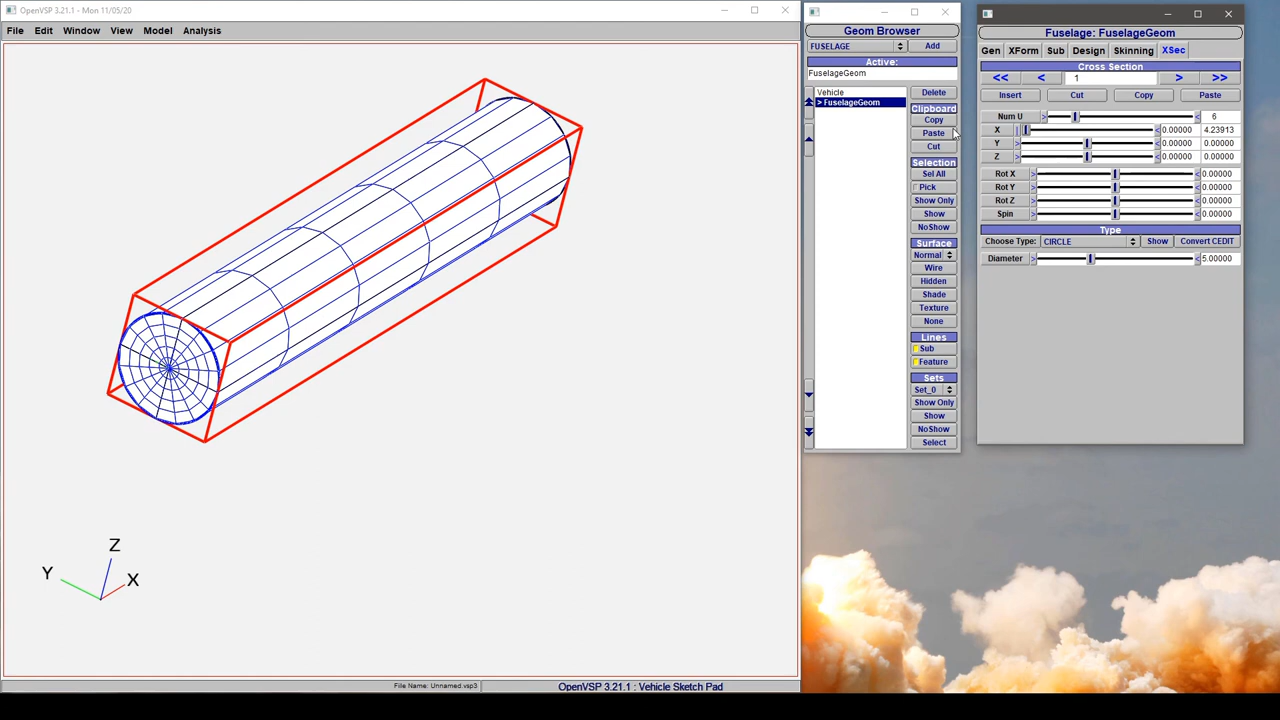 OpenVSP 3.21.1 - Mon 11/05/20
File Edit Window View Model Analysis
Z
Y
X
File Name: Unnamed.vsp3
OpenVSP 3.21.1 : Vehicle Sketch Pad
Geom Browser
FUSELAGE Add
Active:
FuselageGeom
Vehicle
> FuselageGeom
Delete
Clipboard
Copy
Paste
Cut
Selection
Sel All
Pick
Show Only
Show
NoShow
Surface
Normal
Wire
Hidden
Shade
Texture
None
Lines
Sub
Feature
Sets
Set_0
Show Only
Show
NoShow
Select
Fuselage: FuselageGeom
Gen XForm Sub Design Skinning XSec
Cross Section
<< < 1 > >>
Insert Cut Copy Paste
Num U > 6
X | < 0.00000 4.23913
Y > < 0.00000 0.00000
Z > < 0.00000 0.00000
Rot X > < 0.00000
Rot Y > < 0.00000
Rot Z > < 0.00000
Spin > < 0.00000
Type
Choose Type: CIRCLE Show Convert CEDIT
Diameter > < 5.00000